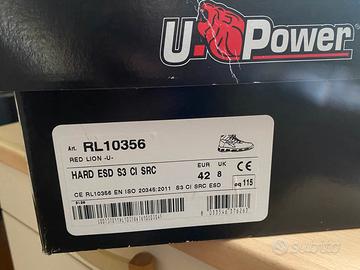 U-Power
Art. RL10356
RED LION -U-
HARD ESD S3 CI SRC
EUR UK
42 8
eq 115
CE RL10356 EN ISO 20345:2011 S3 CI SRC ESD
subito